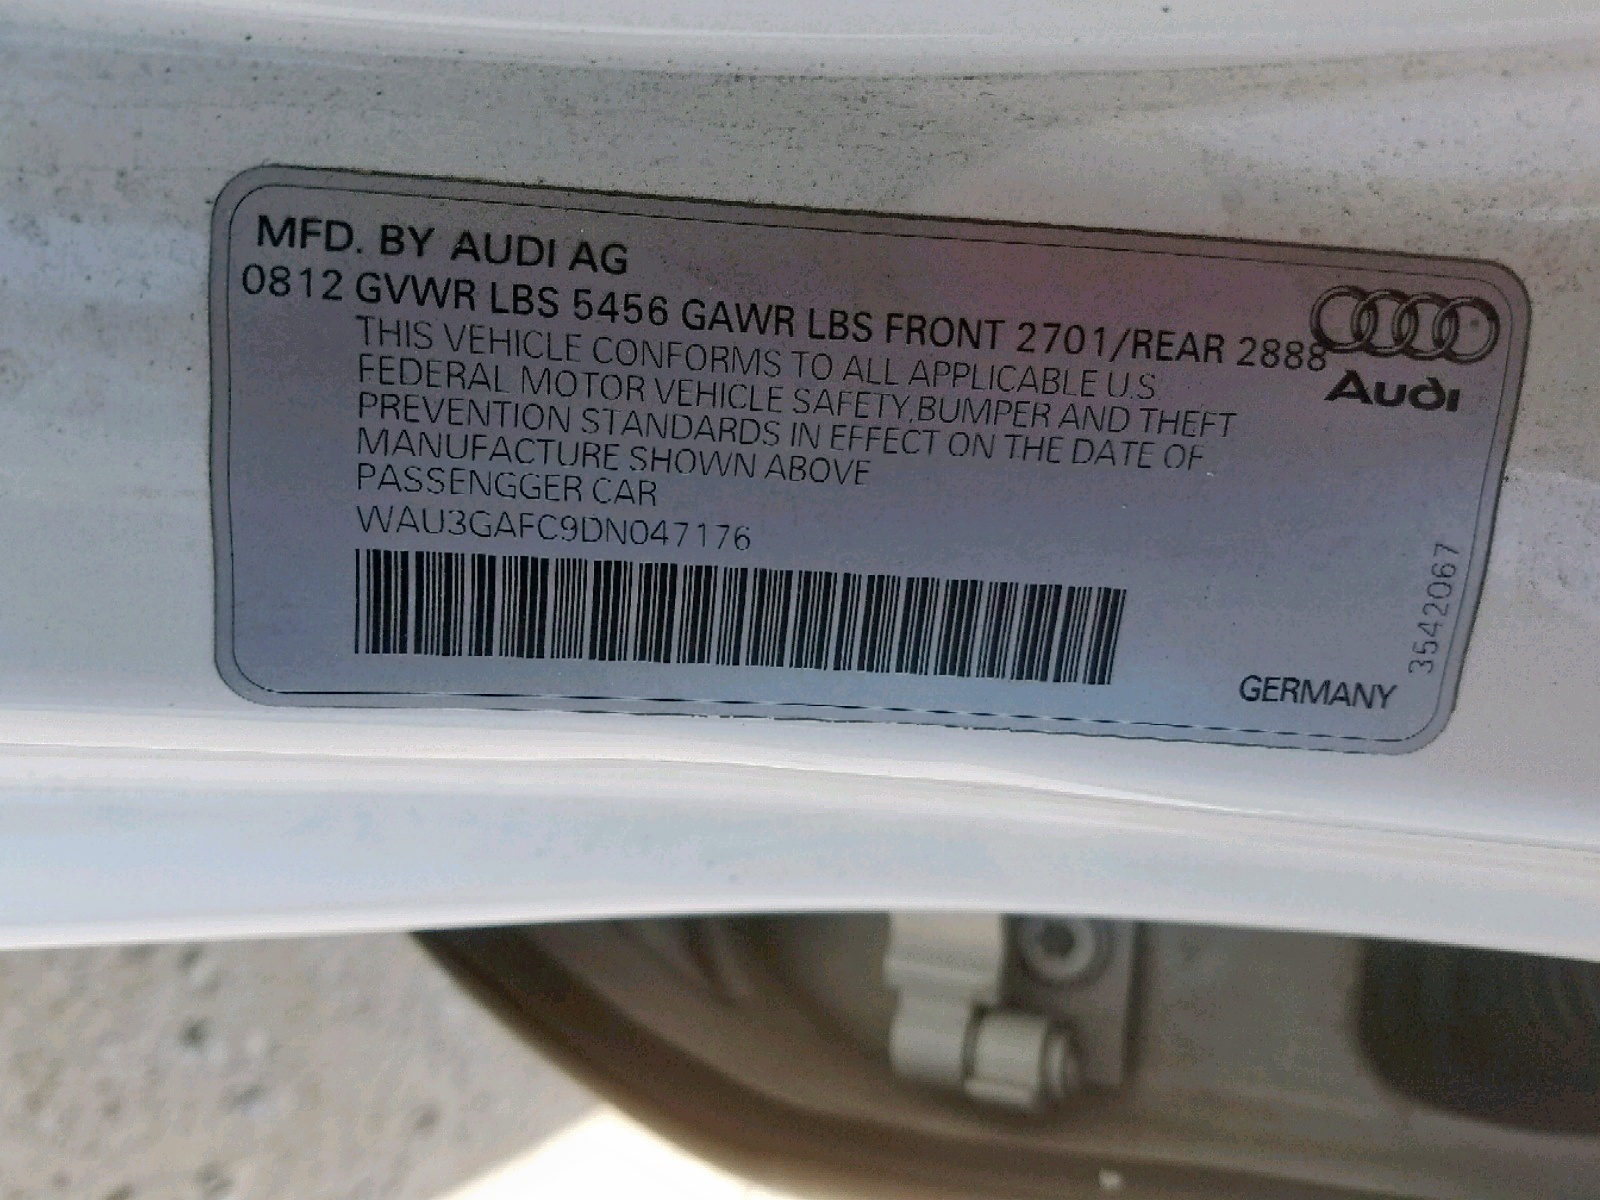 MFD. BY AUDI AG
0812 GVWR LBS 5456 GAWR LBS FRONT 2701/REAR 2888
THIS VEHICLE CONFORMS TO ALL APPLICABLE U.S
FEDERAL MOTOR VEHICLE SAFETY,BUMPER AND THEFT
PREVENTION STANDARDS IN EFFECT ON THE DATE OF
MANUFACTURE SHOWN ABOVE
PASSENGGER CAR
WAU3GAFC9DN047176
Audi
3542067
GERMANY